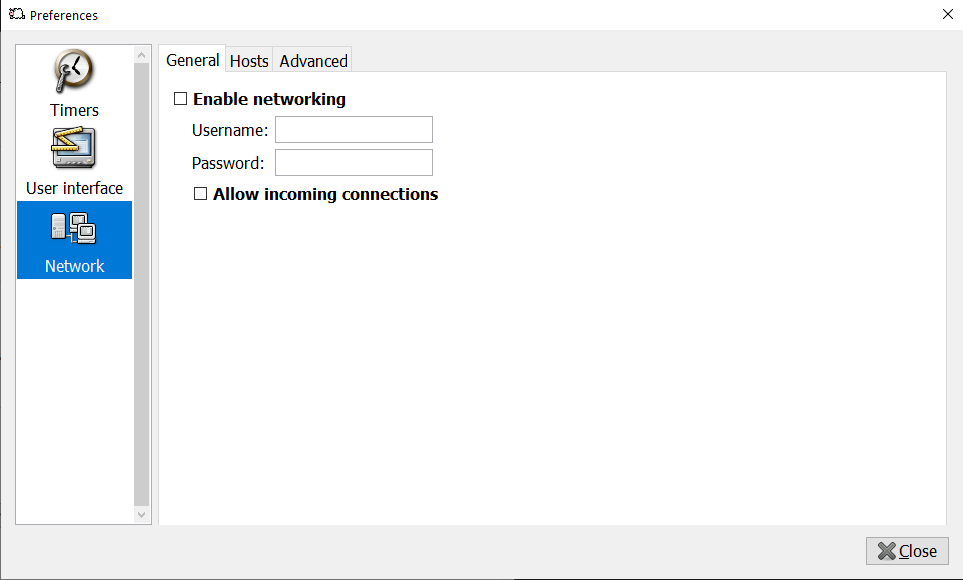 Preferences
Timers
User interface
Network
General Hosts Advanced
Enable networking
Username:
Password:
Allow incoming connections
Close